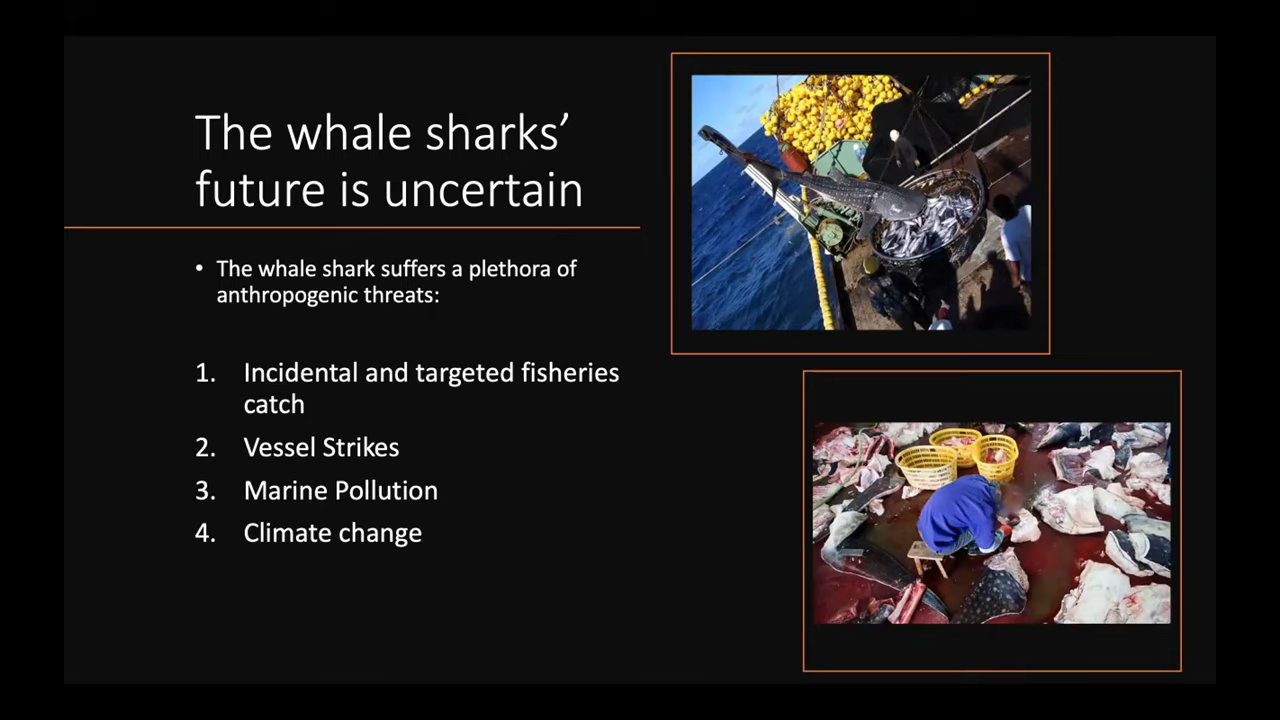 The whale sharks’
future is uncertain
• The whale shark suffers a plethora of
anthropogenic threats:
1. Incidental and targeted fisheries
catch
2. Vessel Strikes
3. Marine Pollution
4. Climate change